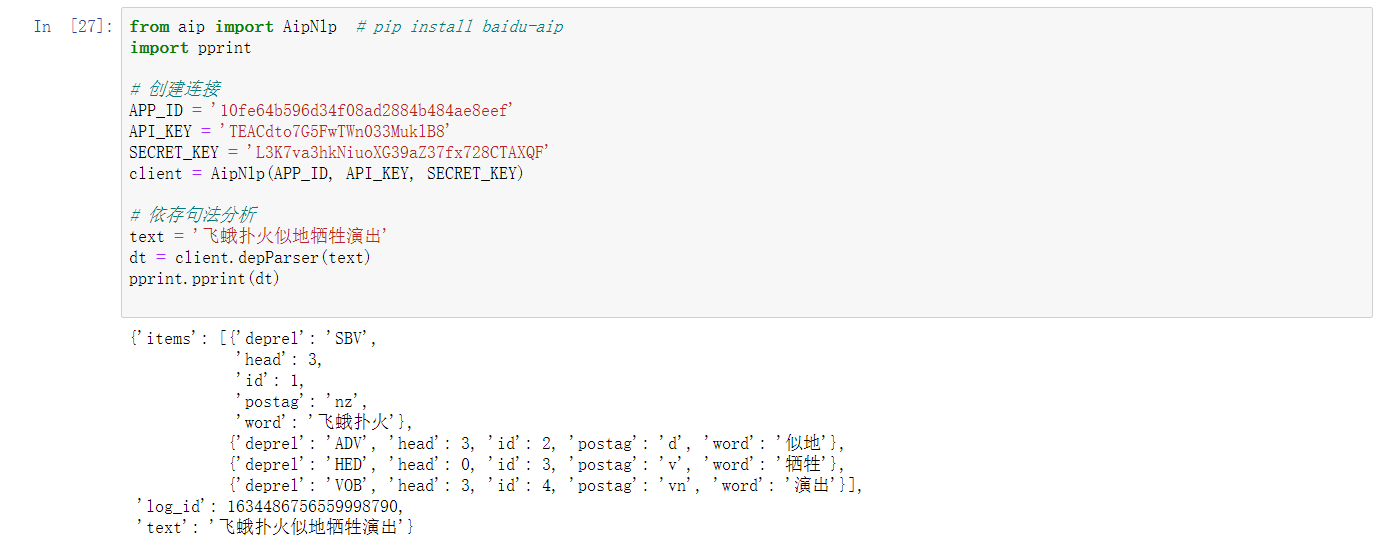 In [27]: from aip import AipNlp  # pip install baidu-aip
import pprint
# 创建连接
APP_ID = '10fe64b596d34f08ad2884b484ae8eef'
API_KEY = 'TEACdto7G5FwTWn033Muk1B8'
SECRET_KEY = 'L3K7va3hkNiuoXG39aZ37fx728CTAXQF'
client = AipNlp(APP_ID, API_KEY, SECRET_KEY)
# 依存句法分析
text = '飞蛾扑火似地牺牲演出'
dt = client.depParser(text)
pprint.pprint(dt)
{'items': [{'deprel': 'SBV',
'head': 3,
'id': 1,
'postag': 'nz',
'word': '飞蛾扑火'},
{'deprel': 'ADV', 'head': 3, 'id': 2, 'postag': 'd', 'word': '似地'},
{'deprel': 'HED', 'head': 0, 'id': 3, 'postag': 'v', 'word': '牺牲'},
{'deprel': 'VOB', 'head': 3, 'id': 4, 'postag': 'vn', 'word': '演出'}],
'log_id': 1634486756559998790,
'text': '飞蛾扑火似地牺牲演出'}